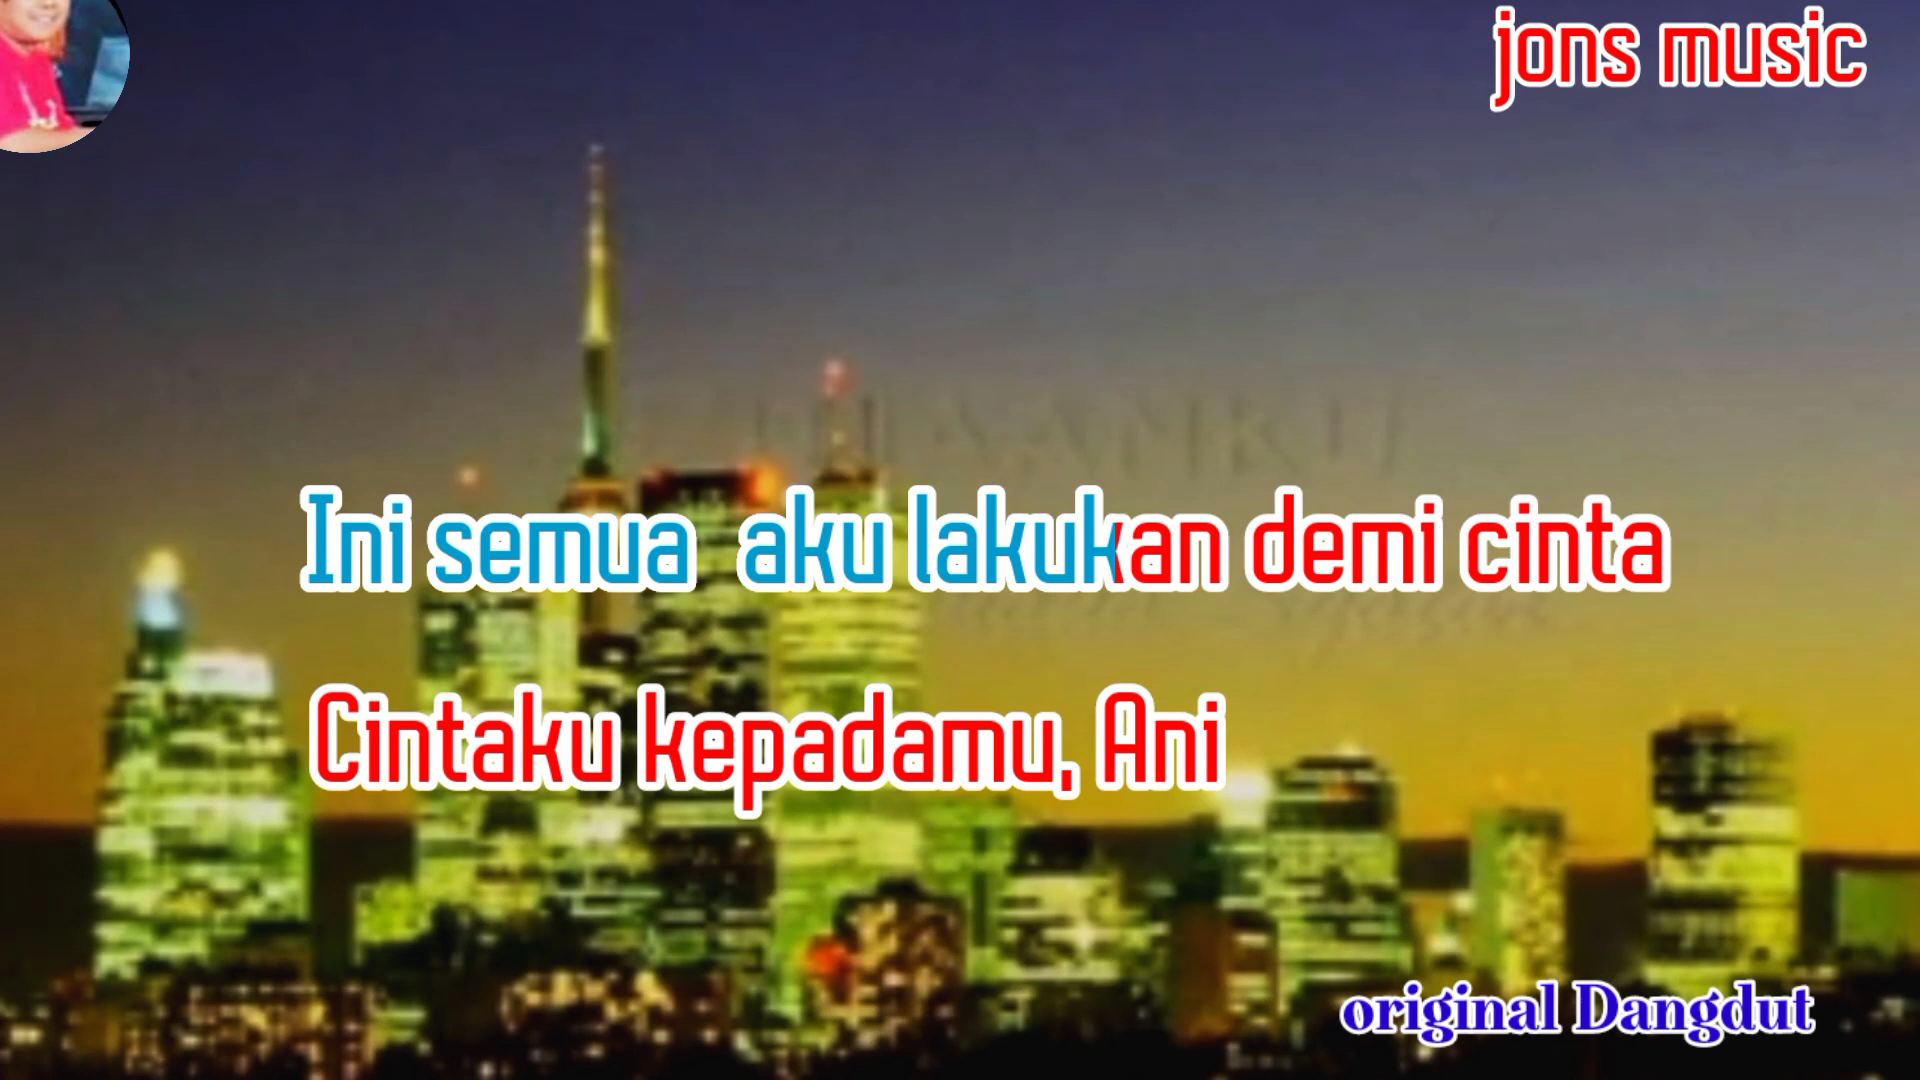 jons music
Ini semua aku lakukan demi cinta
Cintaku kepadamu, Ani
original Dangdut